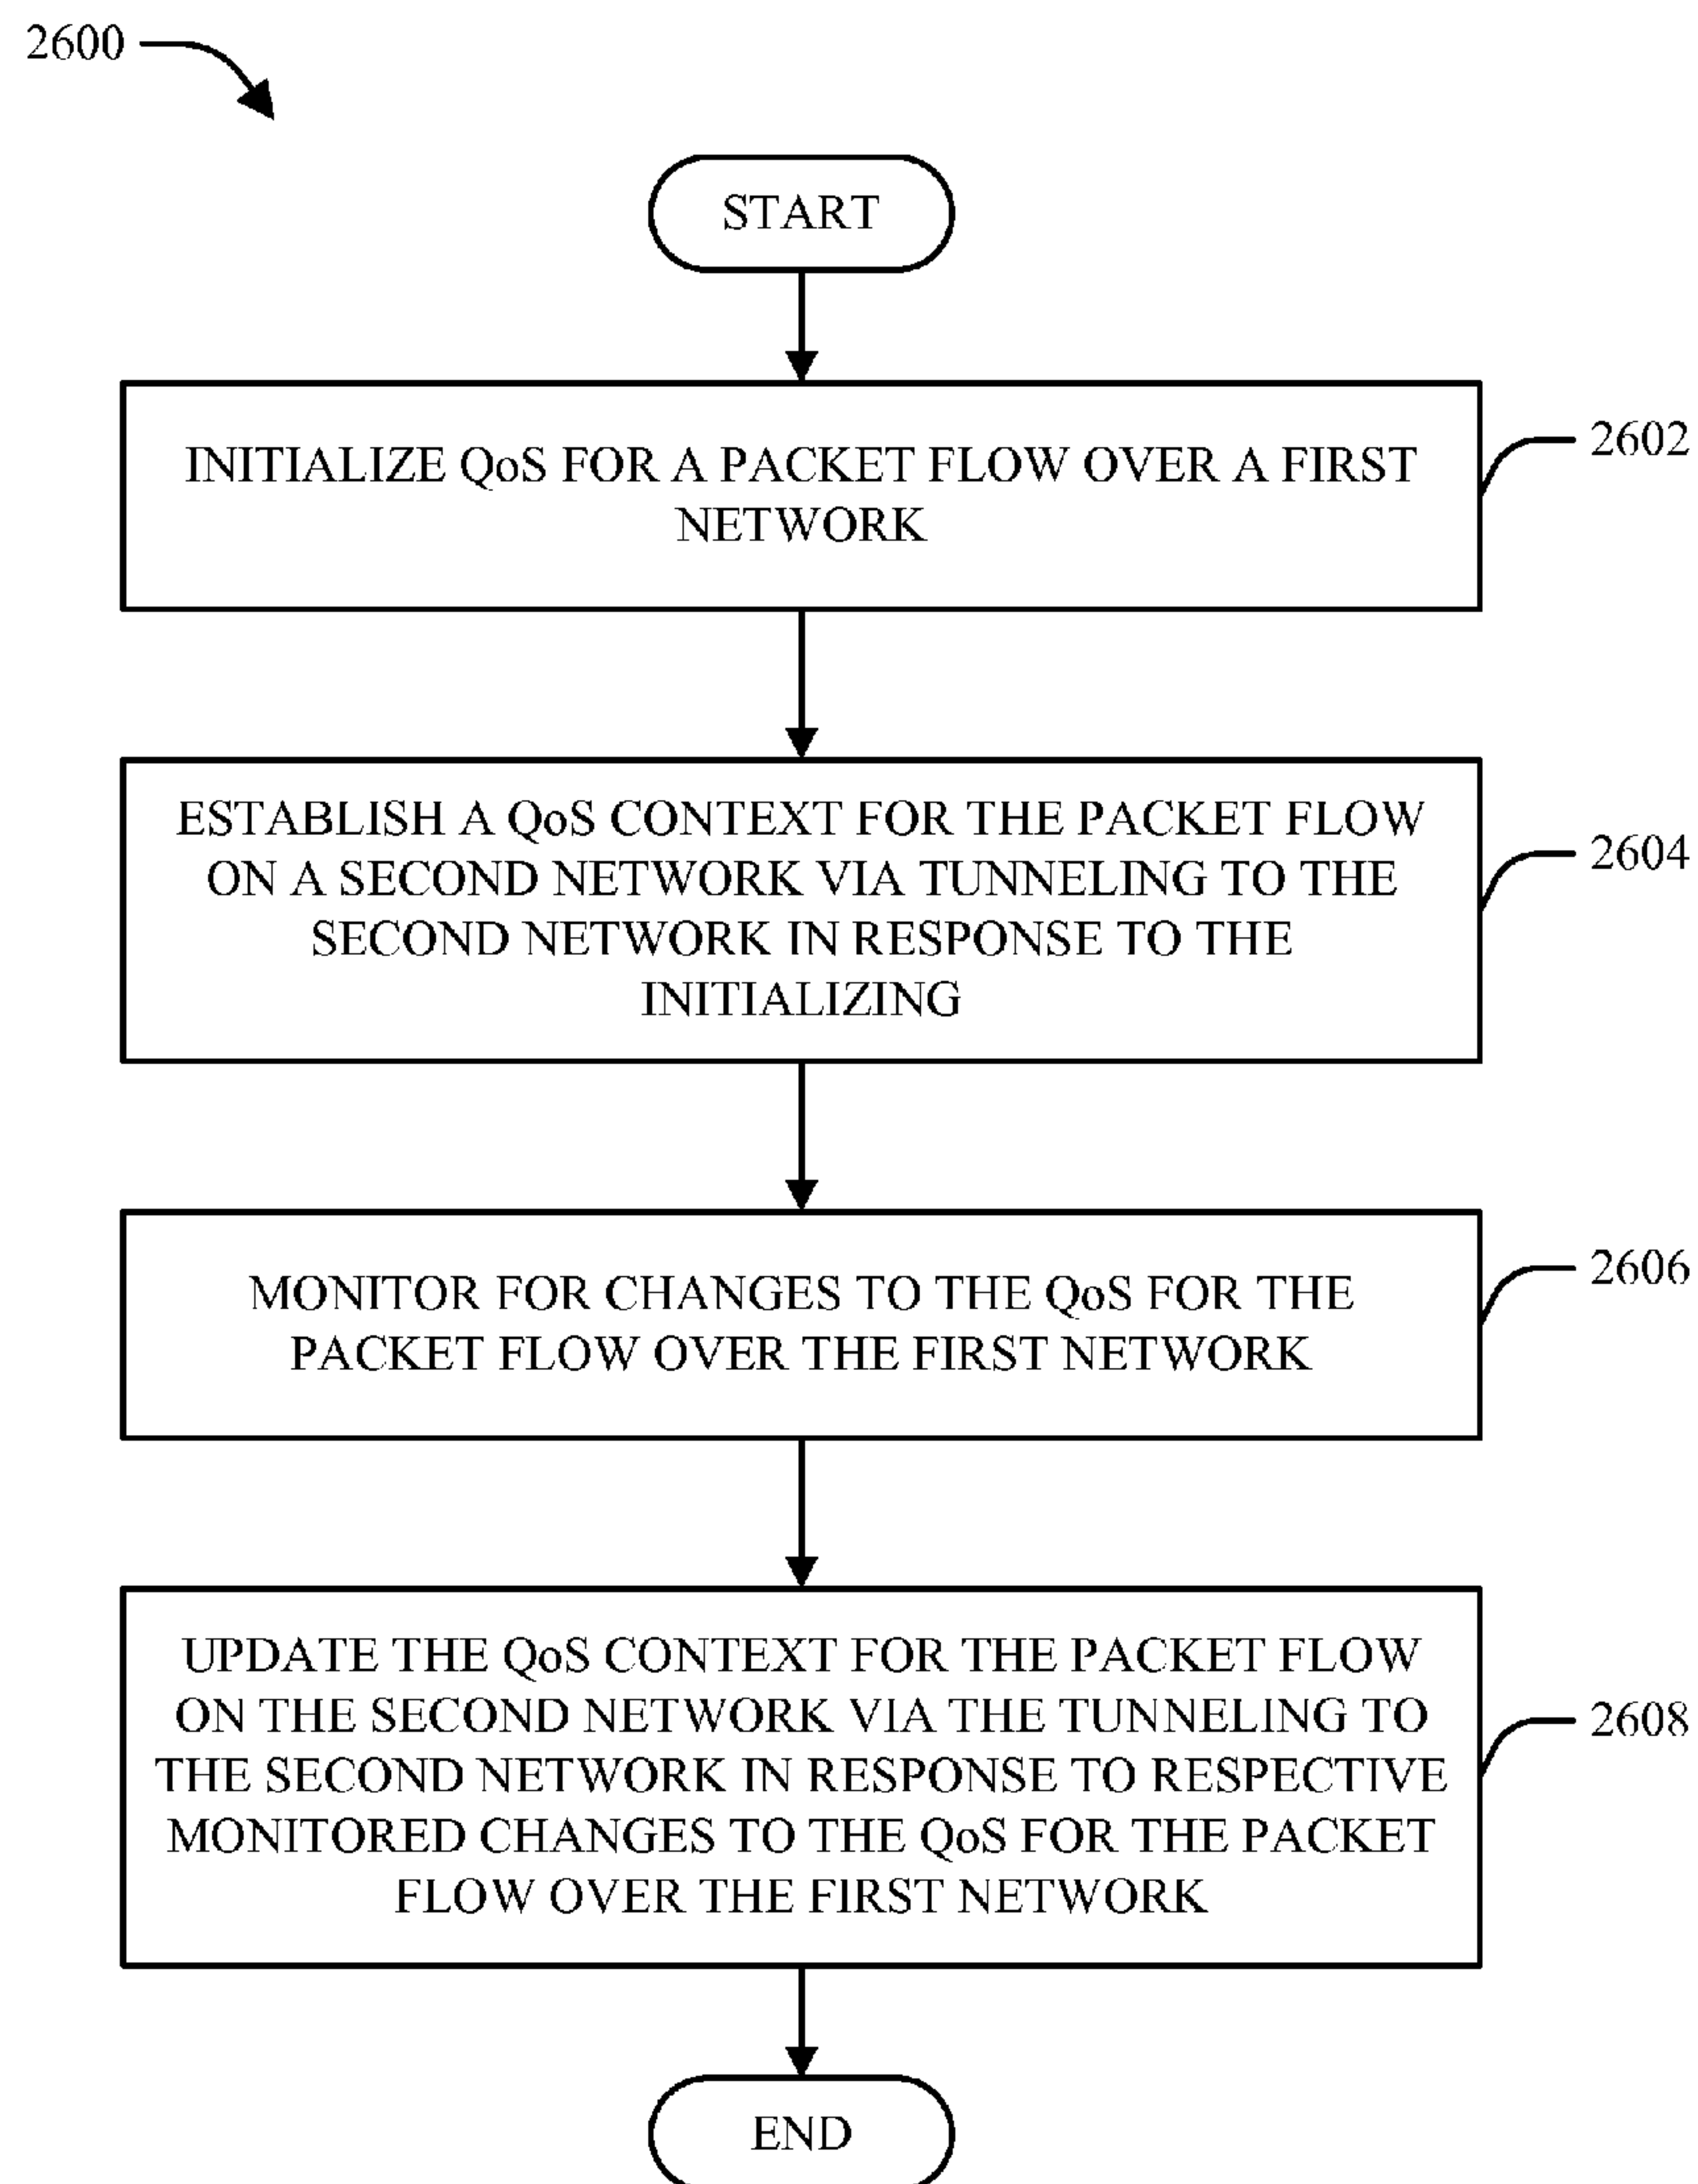 2600
START
INITIALIZE QoS FOR A PACKET FLOW OVER A FIRST
NETWORK
2602
ESTABLISH A QoS CONTEXT FOR THE PACKET FLOW
ON A SECOND NETWORK VIA TUNNELING TO THE
SECOND NETWORK IN RESPONSE TO THE
INITIALIZING
2604
MONITOR FOR CHANGES TO THE QoS FOR THE
PACKET FLOW OVER THE FIRST NETWORK
2606
UPDATE THE QoS CONTEXT FOR THE PACKET FLOW
ON THE SECOND NETWORK VIA THE TUNNELING TO
THE SECOND NETWORK IN RESPONSE TO RESPECTIVE
MONITORED CHANGES TO THE QoS FOR THE PACKET
FLOW OVER THE FIRST NETWORK
2608
END